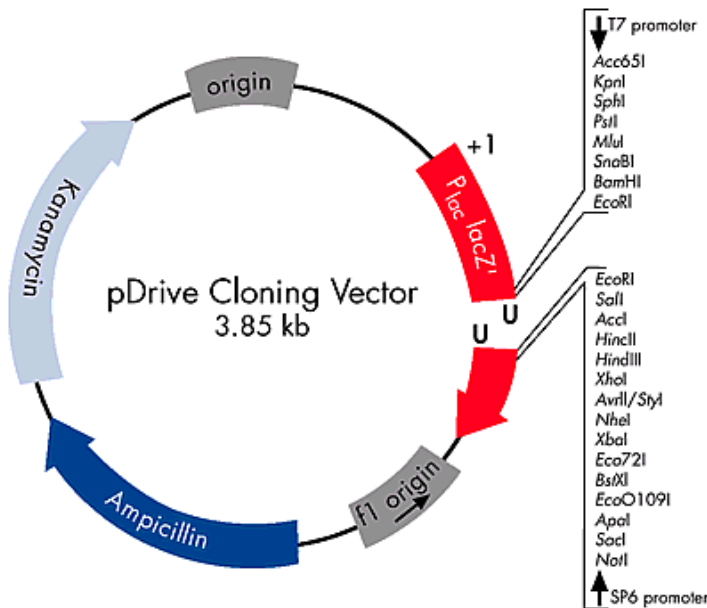 T7 promoter
Acc65I
KpnI
SphI
PstI
MluI
SnaBI
BamHI
EcoRI
origin
+1
Plac lacZ'
Kanamycin
pDrive Cloning Vector
3.85 kb
U
U
EcoRI
SalI
AccI
HincII
HindIII
XhoI
AvrII/StyI
NheI
XbaI
Eco72I
BstXI
EcoO109I
ApaI
SacI
NotI
SP6 promoter
f1 origin
Ampicillin